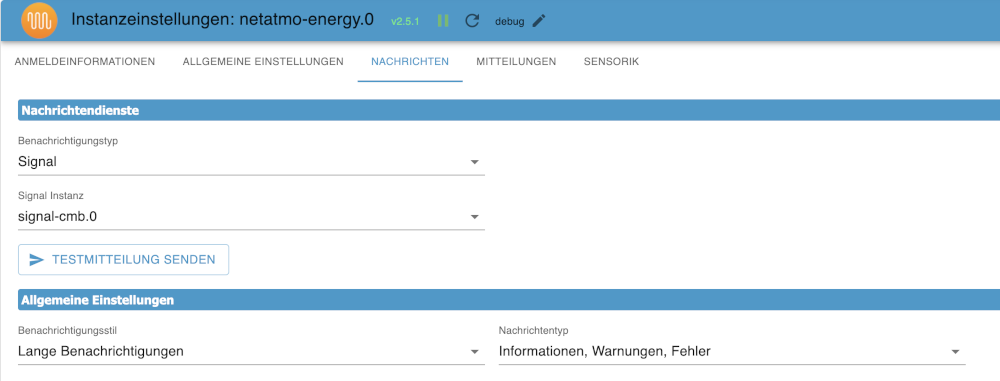 Instanzeinstellungen: netatmo-energy.0 v2.5.1 debug
ANMELDEINFORMATIONEN ALLGEMEINE EINSTELLUNGEN NACHRICHTEN MITTEILUNGEN SENSORIK
Nachrichtendienste
Benachrichtigungstyp
Signal
Signal Instanz
signal-cmb.0
TESTMITTEILUNG SENDEN
Allgemeine Einstellungen
Benachrichtigungsstil Nachrichtentyp
Lange Benachrichtigungen Informationen, Warnungen, Fehler